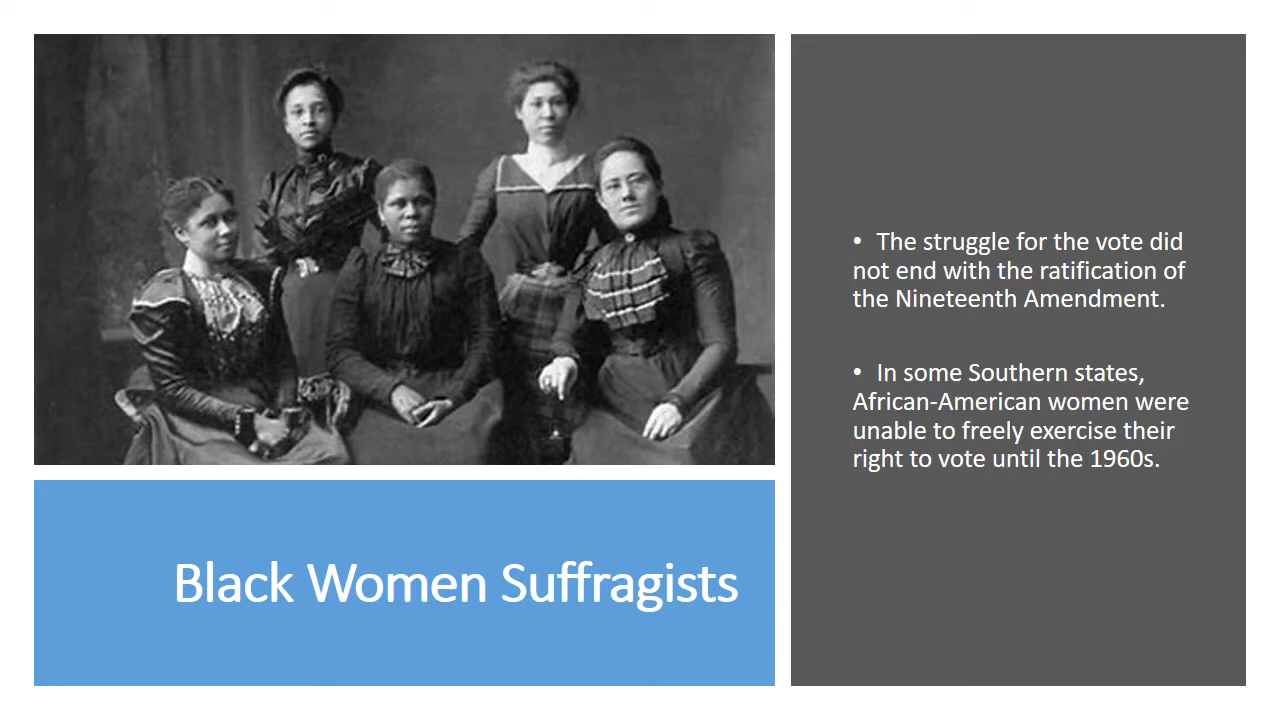 Black Women Suffragists
• The struggle for the vote did
not end with the ratification of
the Nineteenth Amendment.
• In some Southern states,
African-American women were
unable to freely exercise their
right to vote until the 1960s.